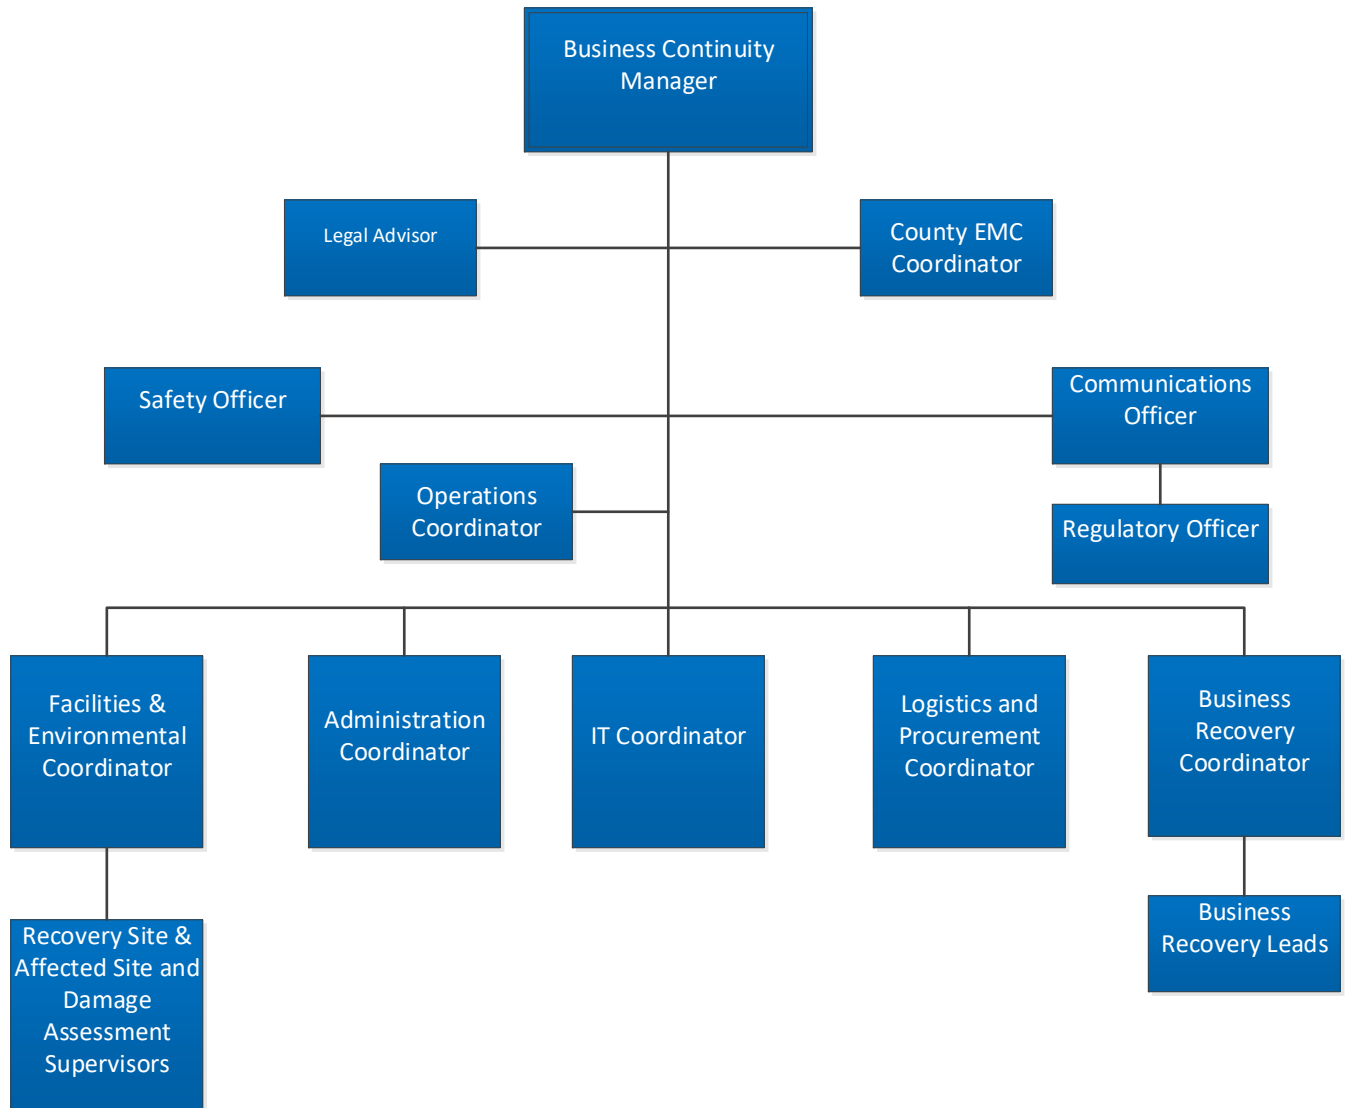 Business Continuity
Manager
Legal Advisor
County EMC
Coordinator
Safety Officer
Communications
Officer
Operations
Coordinator
Regulatory Officer
Facilities &
Environmental
Coordinator
Administration
Coordinator
IT Coordinator
Logistics and
Procurement
Coordinator
Business
Recovery
Coordinator
Recovery Site &
Affected Site and
Damage
Assessment
Supervisors
Business
Recovery Leads